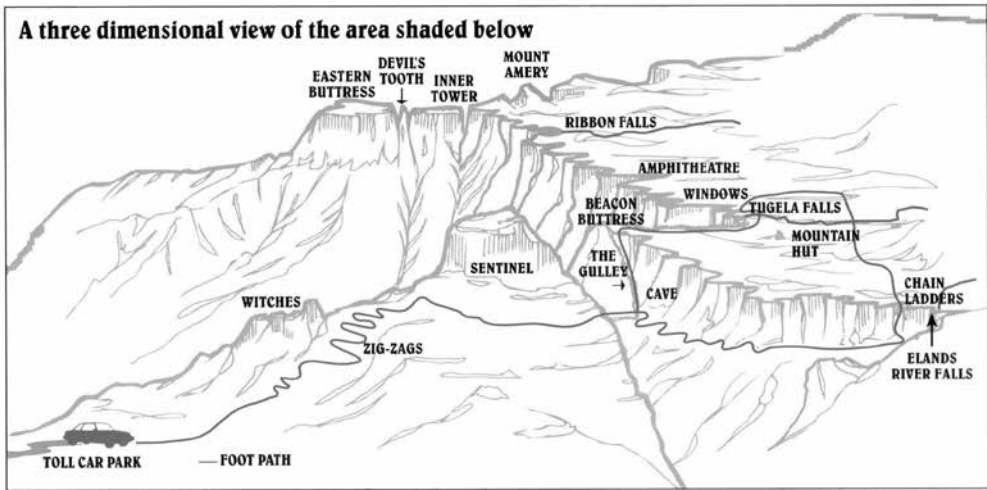 A three dimensional view of the area shaded below
MOUNT
AMERY
DEVIL'S
TOOTH
EASTERN
BUTTRESS
INNER
TOWER
RIBBON FALLS
AMPHITHEATRE
WINDOWS
BEACON
BUTTRESS
TUGELA FALLS
MOUNTAIN
HUT
THE
GULLEY
SENTINEL
CAVE
CHAIN
LADDERS
WITCHES
ZIG-ZAGS
ELANDS
RIVER FALLS
TOLL CAR PARK
FOOT PATH